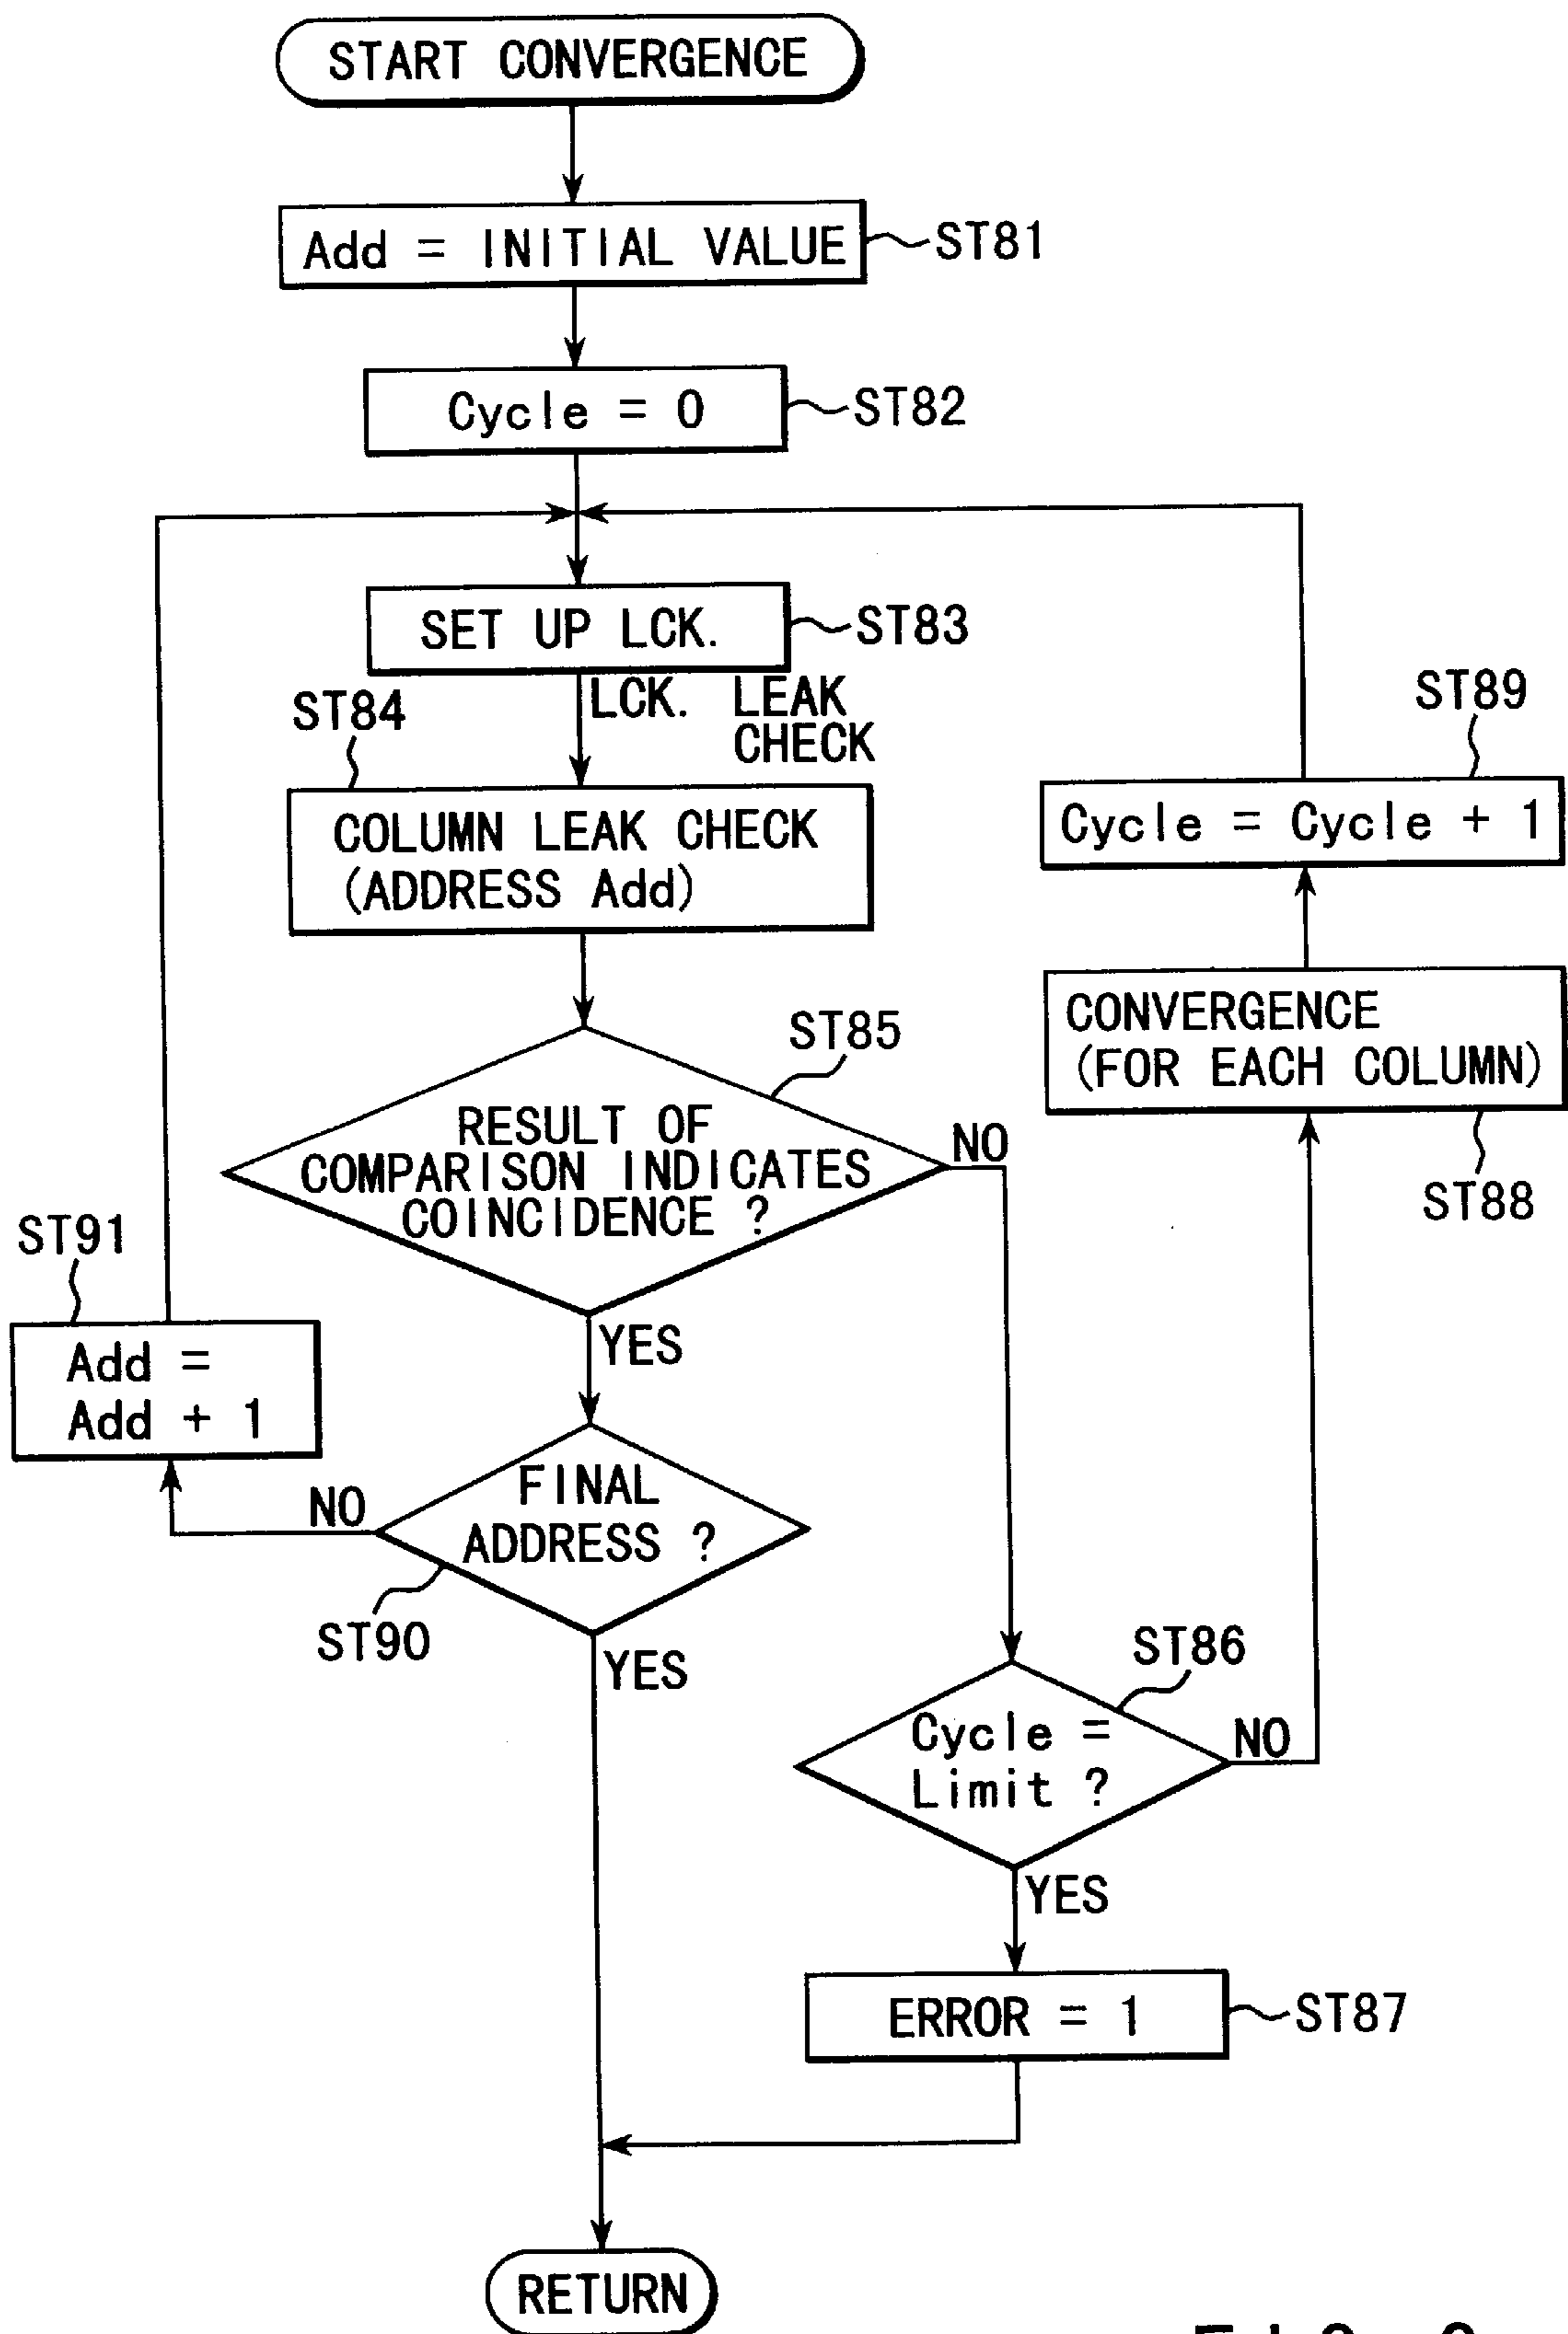 START CONVERGENCE
Add = INITIAL VALUE
ST81
Cycle = 0
ST82
SET UP LCK.
ST83
LCK. LEAK
CHECK
ST84
COLUMN LEAK CHECK
(ADDRESS Add)
ST85
RESULT OF
COMPARISON INDICATES
COINCIDENCE ?
NO
YES
ST89
Cycle = Cycle + 1
CONVERGENCE
(FOR EACH COLUMN)
ST88
ST91
Add =
Add + 1
NO
FINAL
ADDRESS ?
ST90
YES
ST86
Cycle =
Limit ?
NO
YES
ERROR = 1
ST87
RETURN